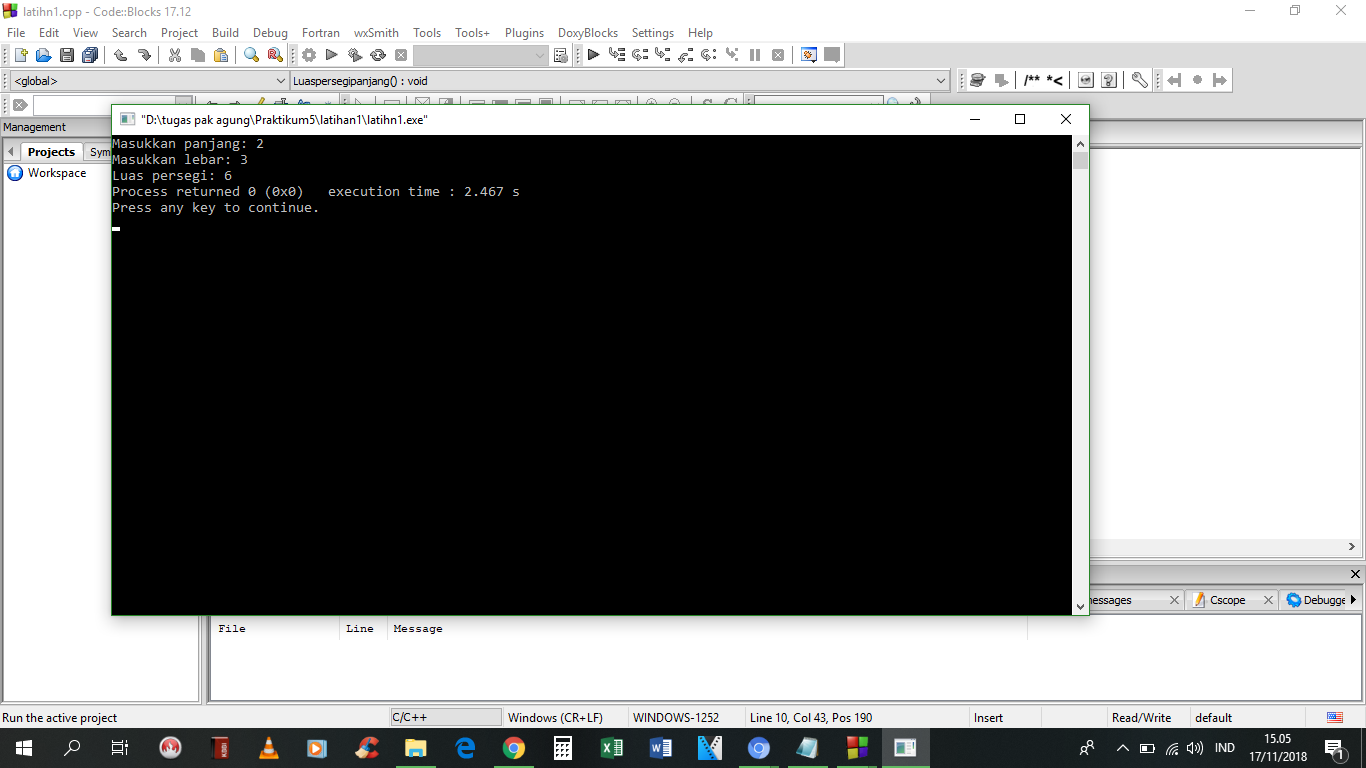 latihn1.cpp - Code::Blocks 17.12
File Edit View Search Project Build Debug Fortran wxSmith Tools Tools+ Plugins DoxyBlocks Settings Help
<global> Luaspersegipanjang() : void
/** *<
"D:\tugas pak agung\Praktikum5\latihan1\latihn1.exe"
Management
Projects
Workspace
Masukkan panjang: 2
Masukkan lebar: 3
Luas persegi: 6
Process returned 0 (0x0)   execution time : 2.467 s
Press any key to continue.
Cscope
File Line Message
Run the active project C/C++ Windows (CR+LF) WINDOWS-1252 Line 10, Col 43, Pos 190 Insert Read/Write default
IND
15.05
17/11/2018
1